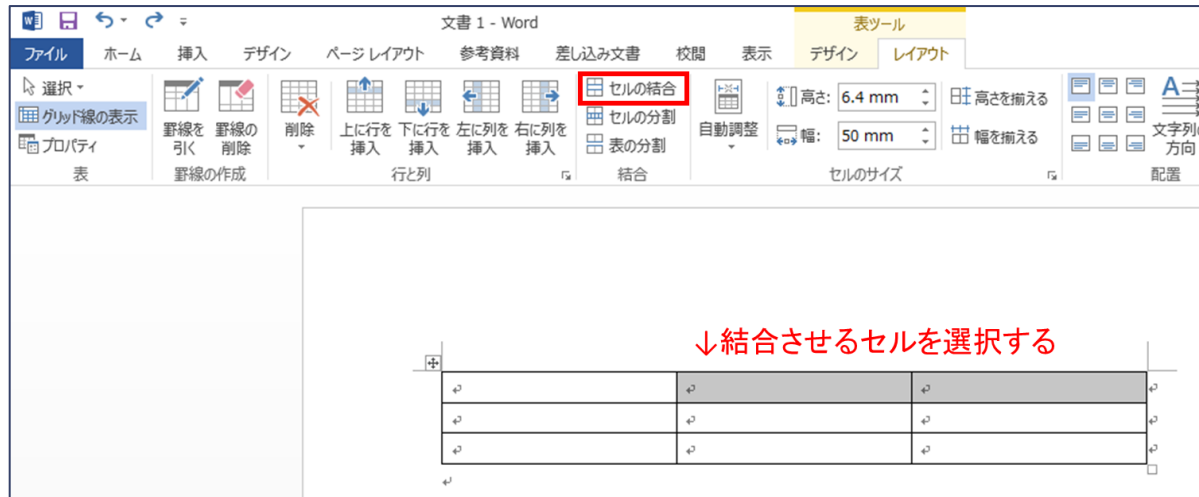 文書 1 - Word
表ツール
ファイル ホーム 挿入 デザイン ページ レイアウト 参考資料 差し込み文書 校閲 表示 デザイン レイアウト
選択
グリッド線の表示
プロパティ
表
罫線を
引く
罫線の
削除
罫線の作成
削除
上に行を
挿入
下に行を
挿入
左に列を
挿入
右に列を
挿入
行と列
セルの結合
セルの分割
表の分割
結合
自動調整
高さ: 6.4 mm
幅: 50 mm
高さを揃える
幅を揃える
セルのサイズ
文字列の
方向
配置
↓結合させるセルを選択する